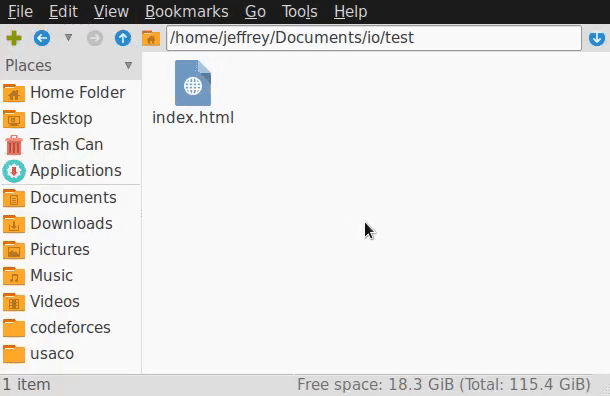 File Edit View Bookmarks Go Tools Help
/home/jeffrey/Documents/io/test
Places
Home Folder
Desktop
Trash Can
Applications
Documents
Downloads
Pictures
Music
Videos
codeforces
usaco
index.html
1 item
Free space: 18.3 GiB (Total: 115.4 GiB)